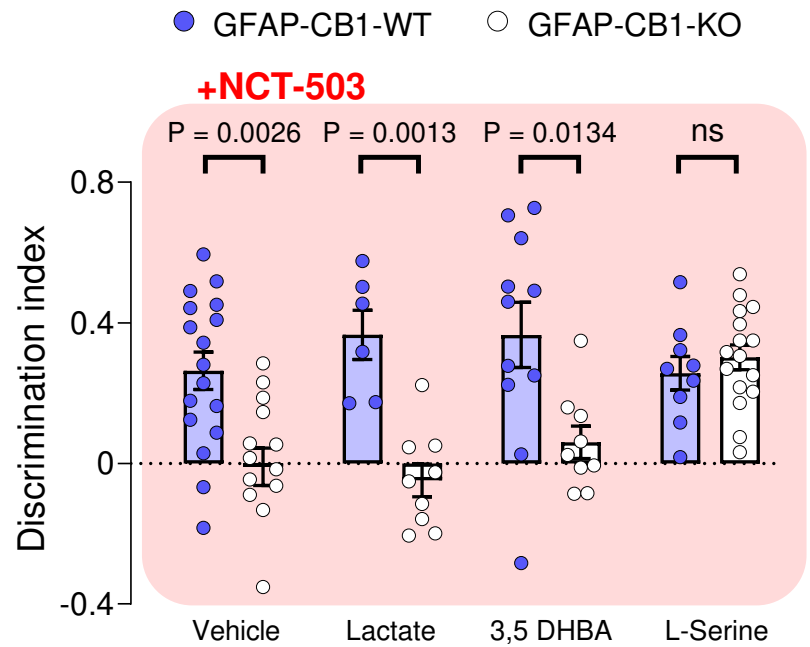 GFAP-CB1-WT GFAP-CB1-KO
+NCT-503
P = 0.0026 P = 0.0013 P = 0.0134 ns
0.8
0.4
0
-0.4
Discrimination index
Vehicle Lactate 3,5 DHBA L-Serine